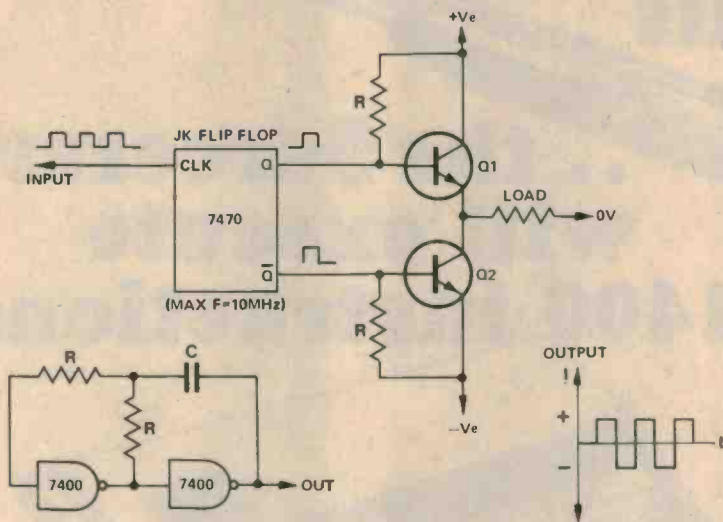 +Ve
R
JK FLIP FLOP
INPUT
CLK
Q
Q1
7470
LOAD
0V
Q̅
Q2
(MAX F=10MHz)
R
R
C
R
7400
7400
OUT
-Ve
OUTPUT
+
-
t